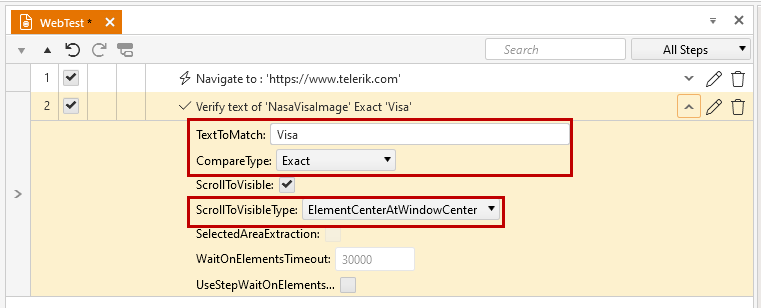 WebTest *
Search
All Steps
1 Navigate to : 'https://www.telerik.com'
2 Verify text of 'NasaVisaImage' Exact 'Visa'
TextToMatch: Visa
CompareType: Exact
ScrollToVisible:
ScrollToVisibleType: ElementCenterAtWindowCenter
SelectedAreaExtraction:
WaitOnElementsTimeout: 30000
UseStepWaitOnElements...